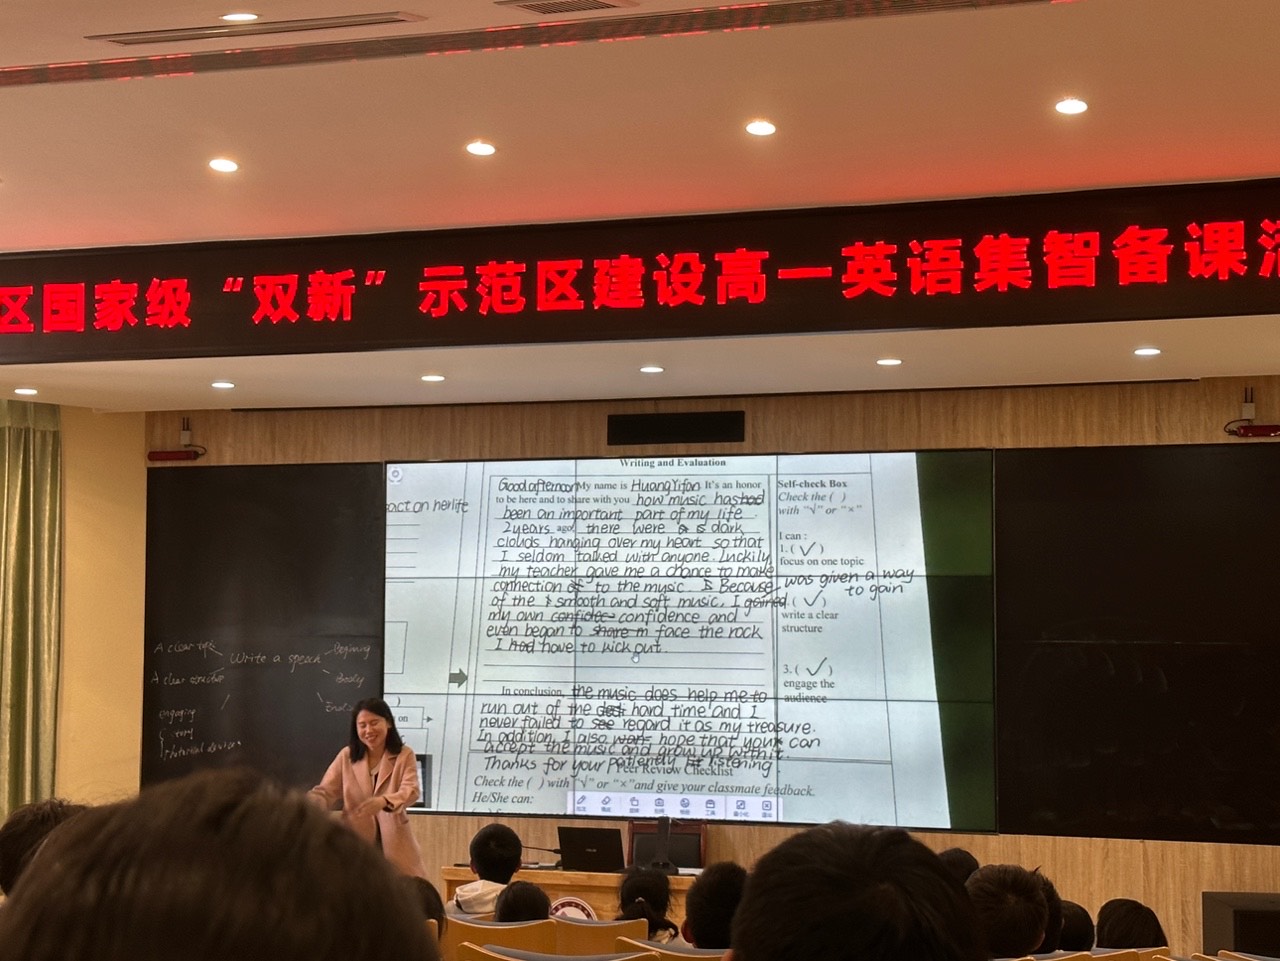 区国家级“双新”示范区建设高一英语集智备课活
Writing and Evaluation
act on her life
Good afternoon My name is Huang Yifan. It's an honor
to be here and to share with you how music has had
been an important part of my life.
2 years ago, there were a dark
clouds hanging over my heart so that
I seldom talked with anyone. Luckily,
my teacher gave me a chance to make
connection of to the music. Because I was given a way
of the smooth and soft music, I gained to gain
my own confidec confidence and
even began to share m face the rock
I had have to kick out.
In conclusion, the music does help me to
run out of the hard time and I
never failed to see regard it as my treasure.
In addition, I also want hope that your can
accept the music and grow up with it.
Thanks for your patiently listening
Self-check Box
Check the ( )
with “√” or “×”
I can :
1. ( √ )
focus on one topic
( √ )
write a clear
structure
3. ( √ )
engage the
audience
Peer Review Checklist
Check the ( ) with “√” or “×” and give your classmate feedback.
He/She can:
on
A clear topic
A clear structure
engaging
story
rhetorical devices
Write a speech
Beginning
Body